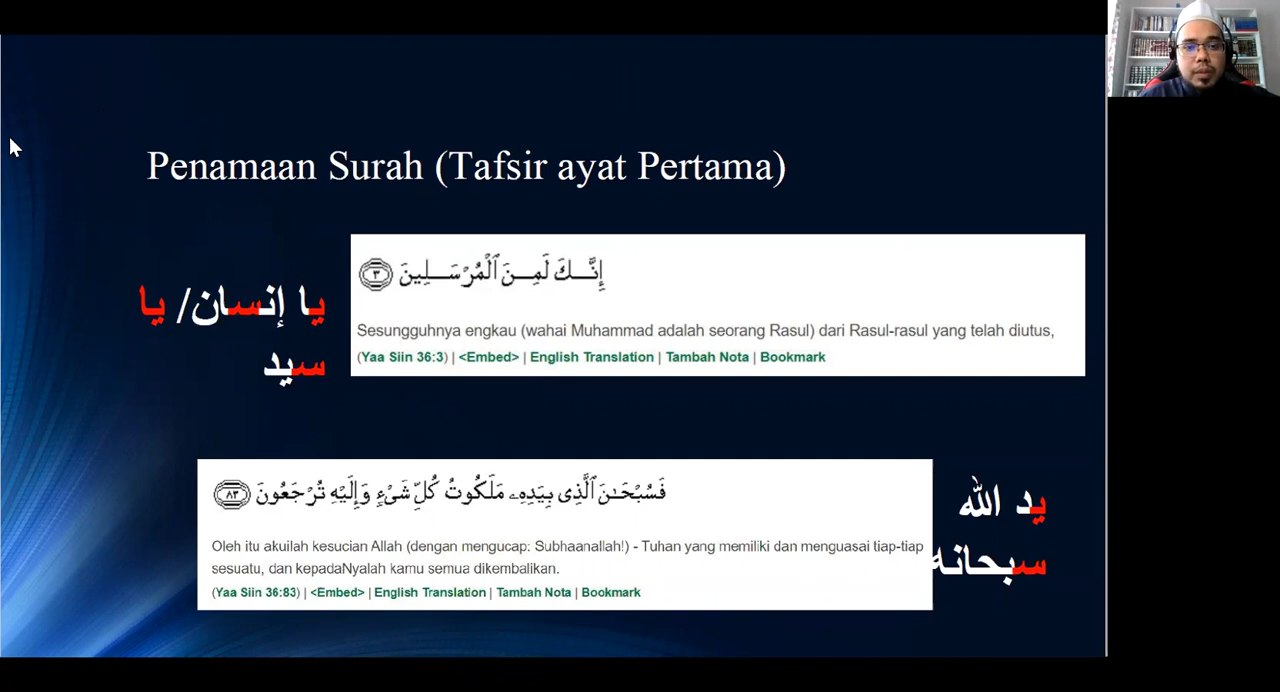 Penamaan Surah (Tafsir ayat Pertama)
يا إنسان/ يا
سيد
إِنَّكَ لَمِنَ ٱلْمُرْسَلِينَ ٣
Sesungguhnya engkau (wahai Muhammad adalah seorang Rasul) dari Rasul-rasul yang telah diutus,
(Yaa Siin 36:3) | <Embed> | English Translation | Tambah Nota | Bookmark
فَسُبْحَـٰنَ ٱلَّذِى بِيَدِهِۦ مَلَكُوتُ كُلِّ شَىْءٍ وَإِلَيْهِ تُرْجَعُونَ ٨٣
Oleh itu akuilah kesucian Allah (dengan mengucap: Subhaanallah!) - Tuhan yang memiliki dan menguasai tiap-tiap
sesuatu, dan kepadaNyalah kamu semua dikembalikan.
(Yaa Siin 36:83) | <Embed> | English Translation | Tambah Nota | Bookmark
يد الله
سبحانه